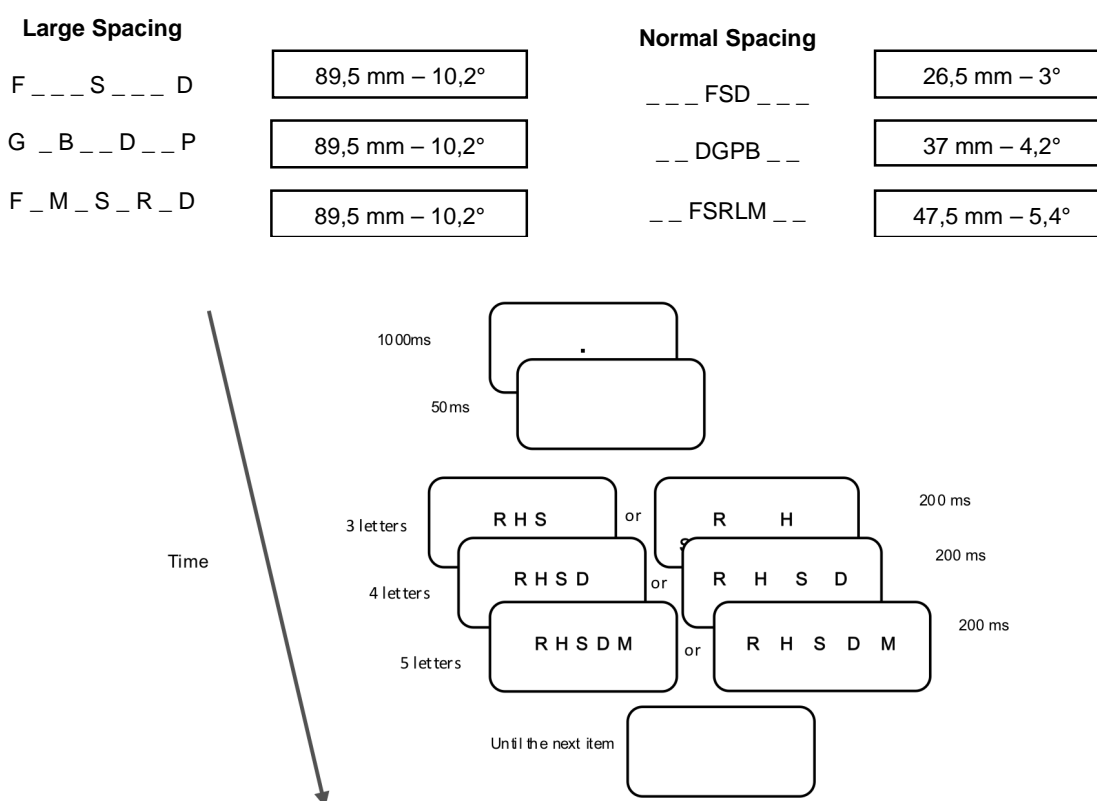 Large Spacing
F _ _ _ S _ _ _ D
89,5 mm – 10,2°
G _ B _ _ D _ _ P
89,5 mm – 10,2°
F _ M _ S _ R _ D
89,5 mm – 10,2°
Normal Spacing
_ _ _ FSD _ _ _
26,5 mm – 3°
_ _ DGPB _ _
37 mm – 4,2°
_ _ FSRLM _ _
47,5 mm – 5,4°
1000ms
.
50ms
3 letters
R H S
or
R H
S
200 ms
Time
4 letters
R H S D
or
R H S D
200 ms
5 letters
R H S D M
or
R H S D M
200 ms
Until the next item